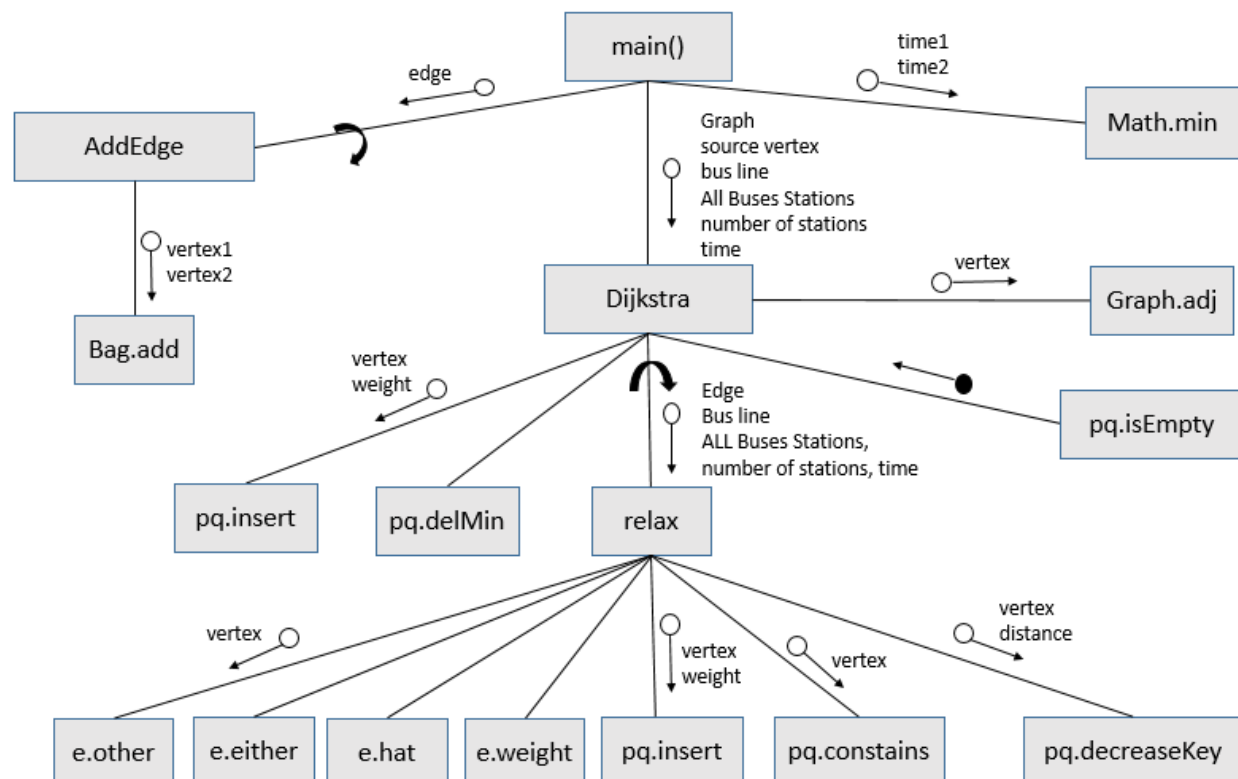 main()
time1
time2
edge
AddEdge
Math.min
Graph
source vertex
bus line
All Buses Stations
number of stations
time
vertex1
vertex2
vertex
Dijkstra
Graph.adj
Bag.add
vertex
weight
Edge
Bus line
ALL Buses Stations,
number of stations, time
pq.isEmpty
pq.insert
pq.delMin
relax
vertex
vertex
weight
vertex
vertex
distance
e.other
e.either
e.hat
e.weight
pq.insert
pq.constains
pq.decreaseKey